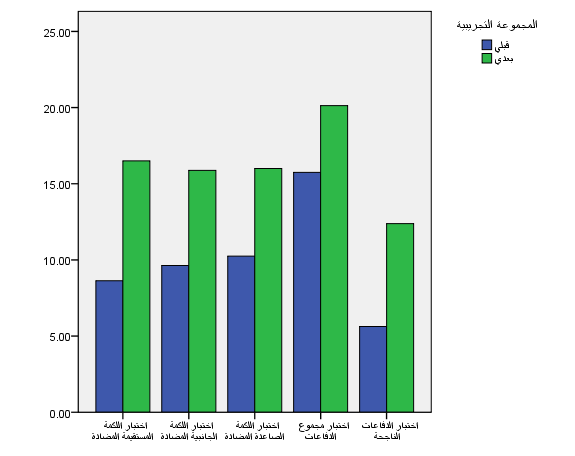 المجموعة التجريبية
قبلي
بعدي
25.00
20.00
15.00
10.00
5.00
0.00
اختبار اللكمة
المستقيمة المضادة
اختبار اللكمة
الجانبية المضادة
اختبار اللكمة
الصاعدة المضادة
اختبار مجموع
الدفاعات
اختبار الدفاعات
الناجحة